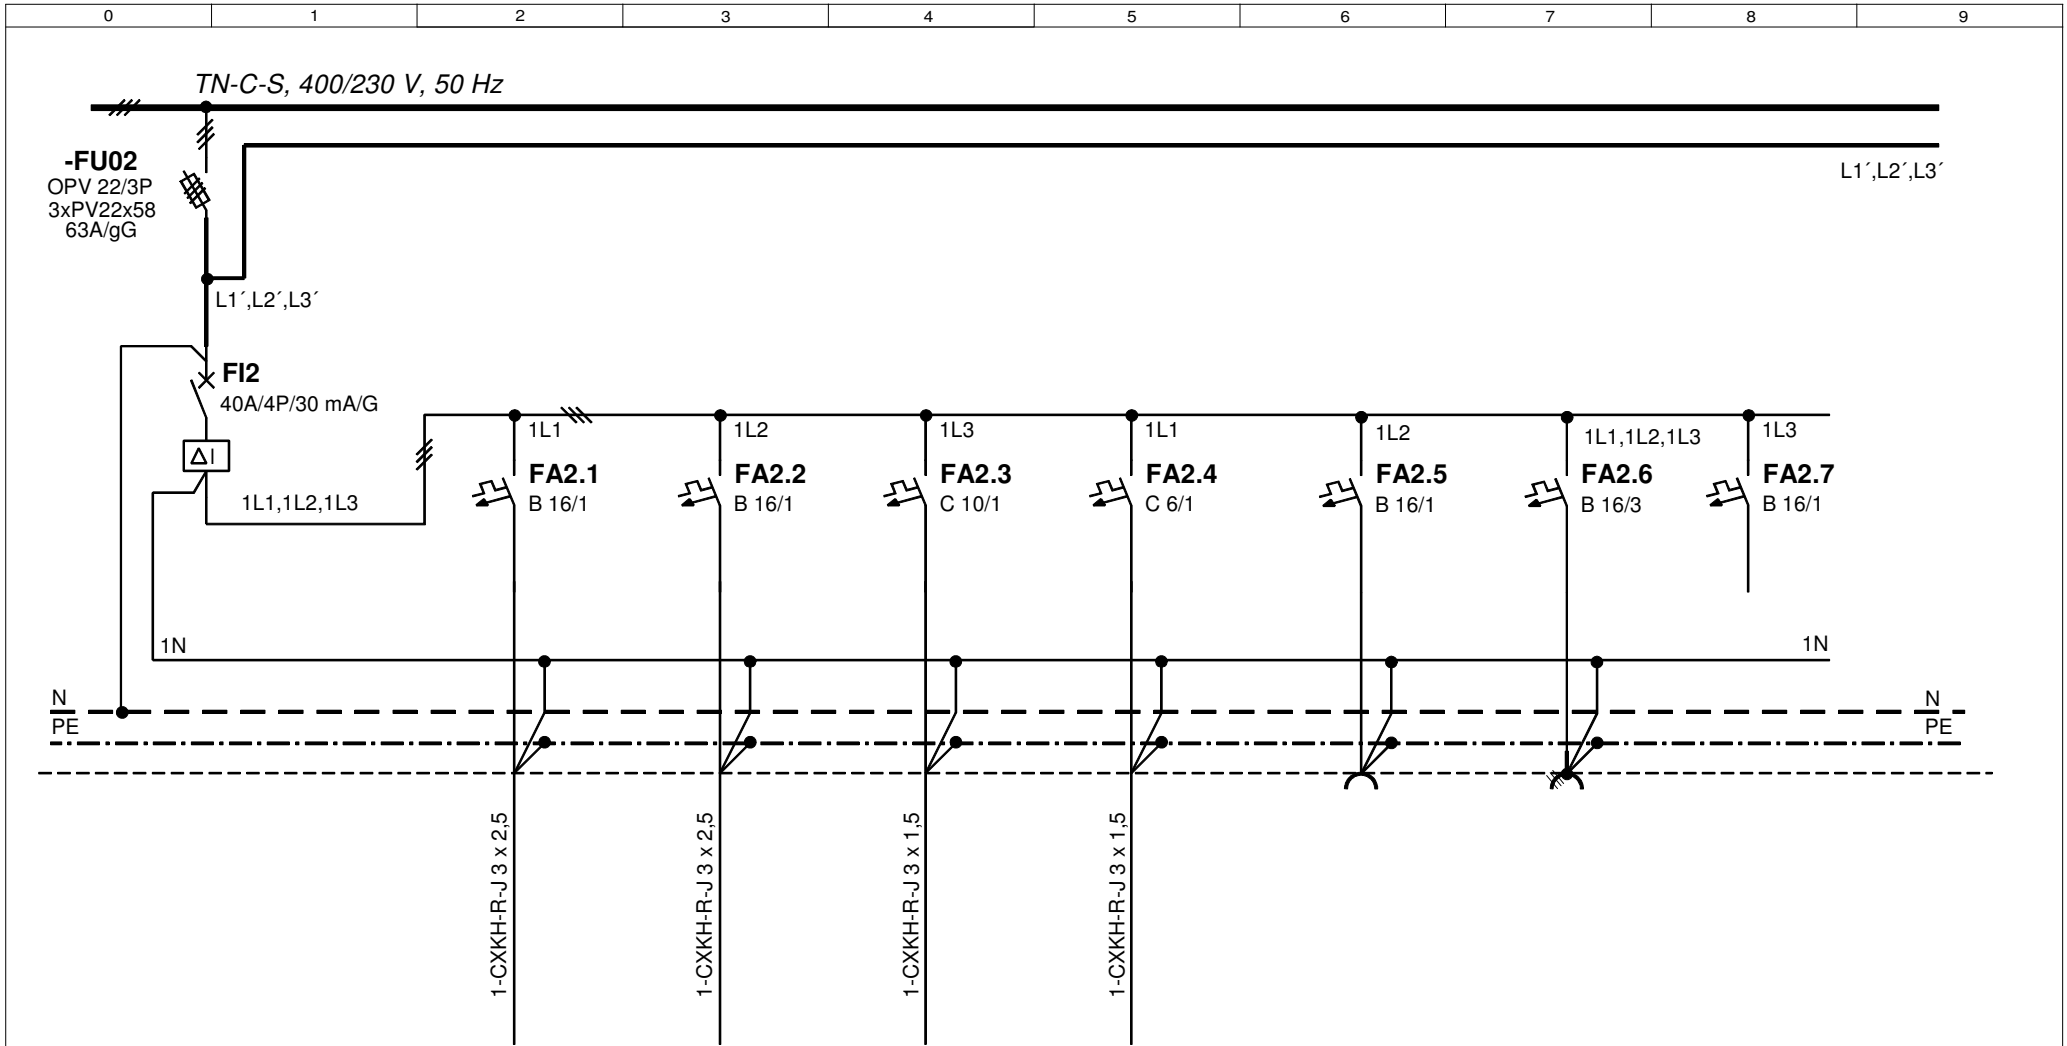 0 1 2 3 4 5 6 7 8 9
TN-C-S, 400/230 V, 50 Hz
-FU02
OPV 22/3P
3xPV22x58
63A/gG
L1´,L2´,L3´
L1´,L2´,L3´
FI2
40A/4P/30 mA/G
ΔI
1L1,1L2,1L3
1L1
FA2.1
B 16/1
1L2
FA2.2
B 16/1
1L3
FA2.3
C 10/1
1L1
FA2.4
C 6/1
1L2
FA2.5
B 16/1
1L1,1L2,1L3
FA2.6
B 16/3
1L3
FA2.7
B 16/1
1N 1N
N N
PE PE
1-CXKH-R-J 3 x 2,5
1-CXKH-R-J 3 x 2,5
1-CXKH-R-J 3 x 1,5
1-CXKH-R-J 3 x 1,5